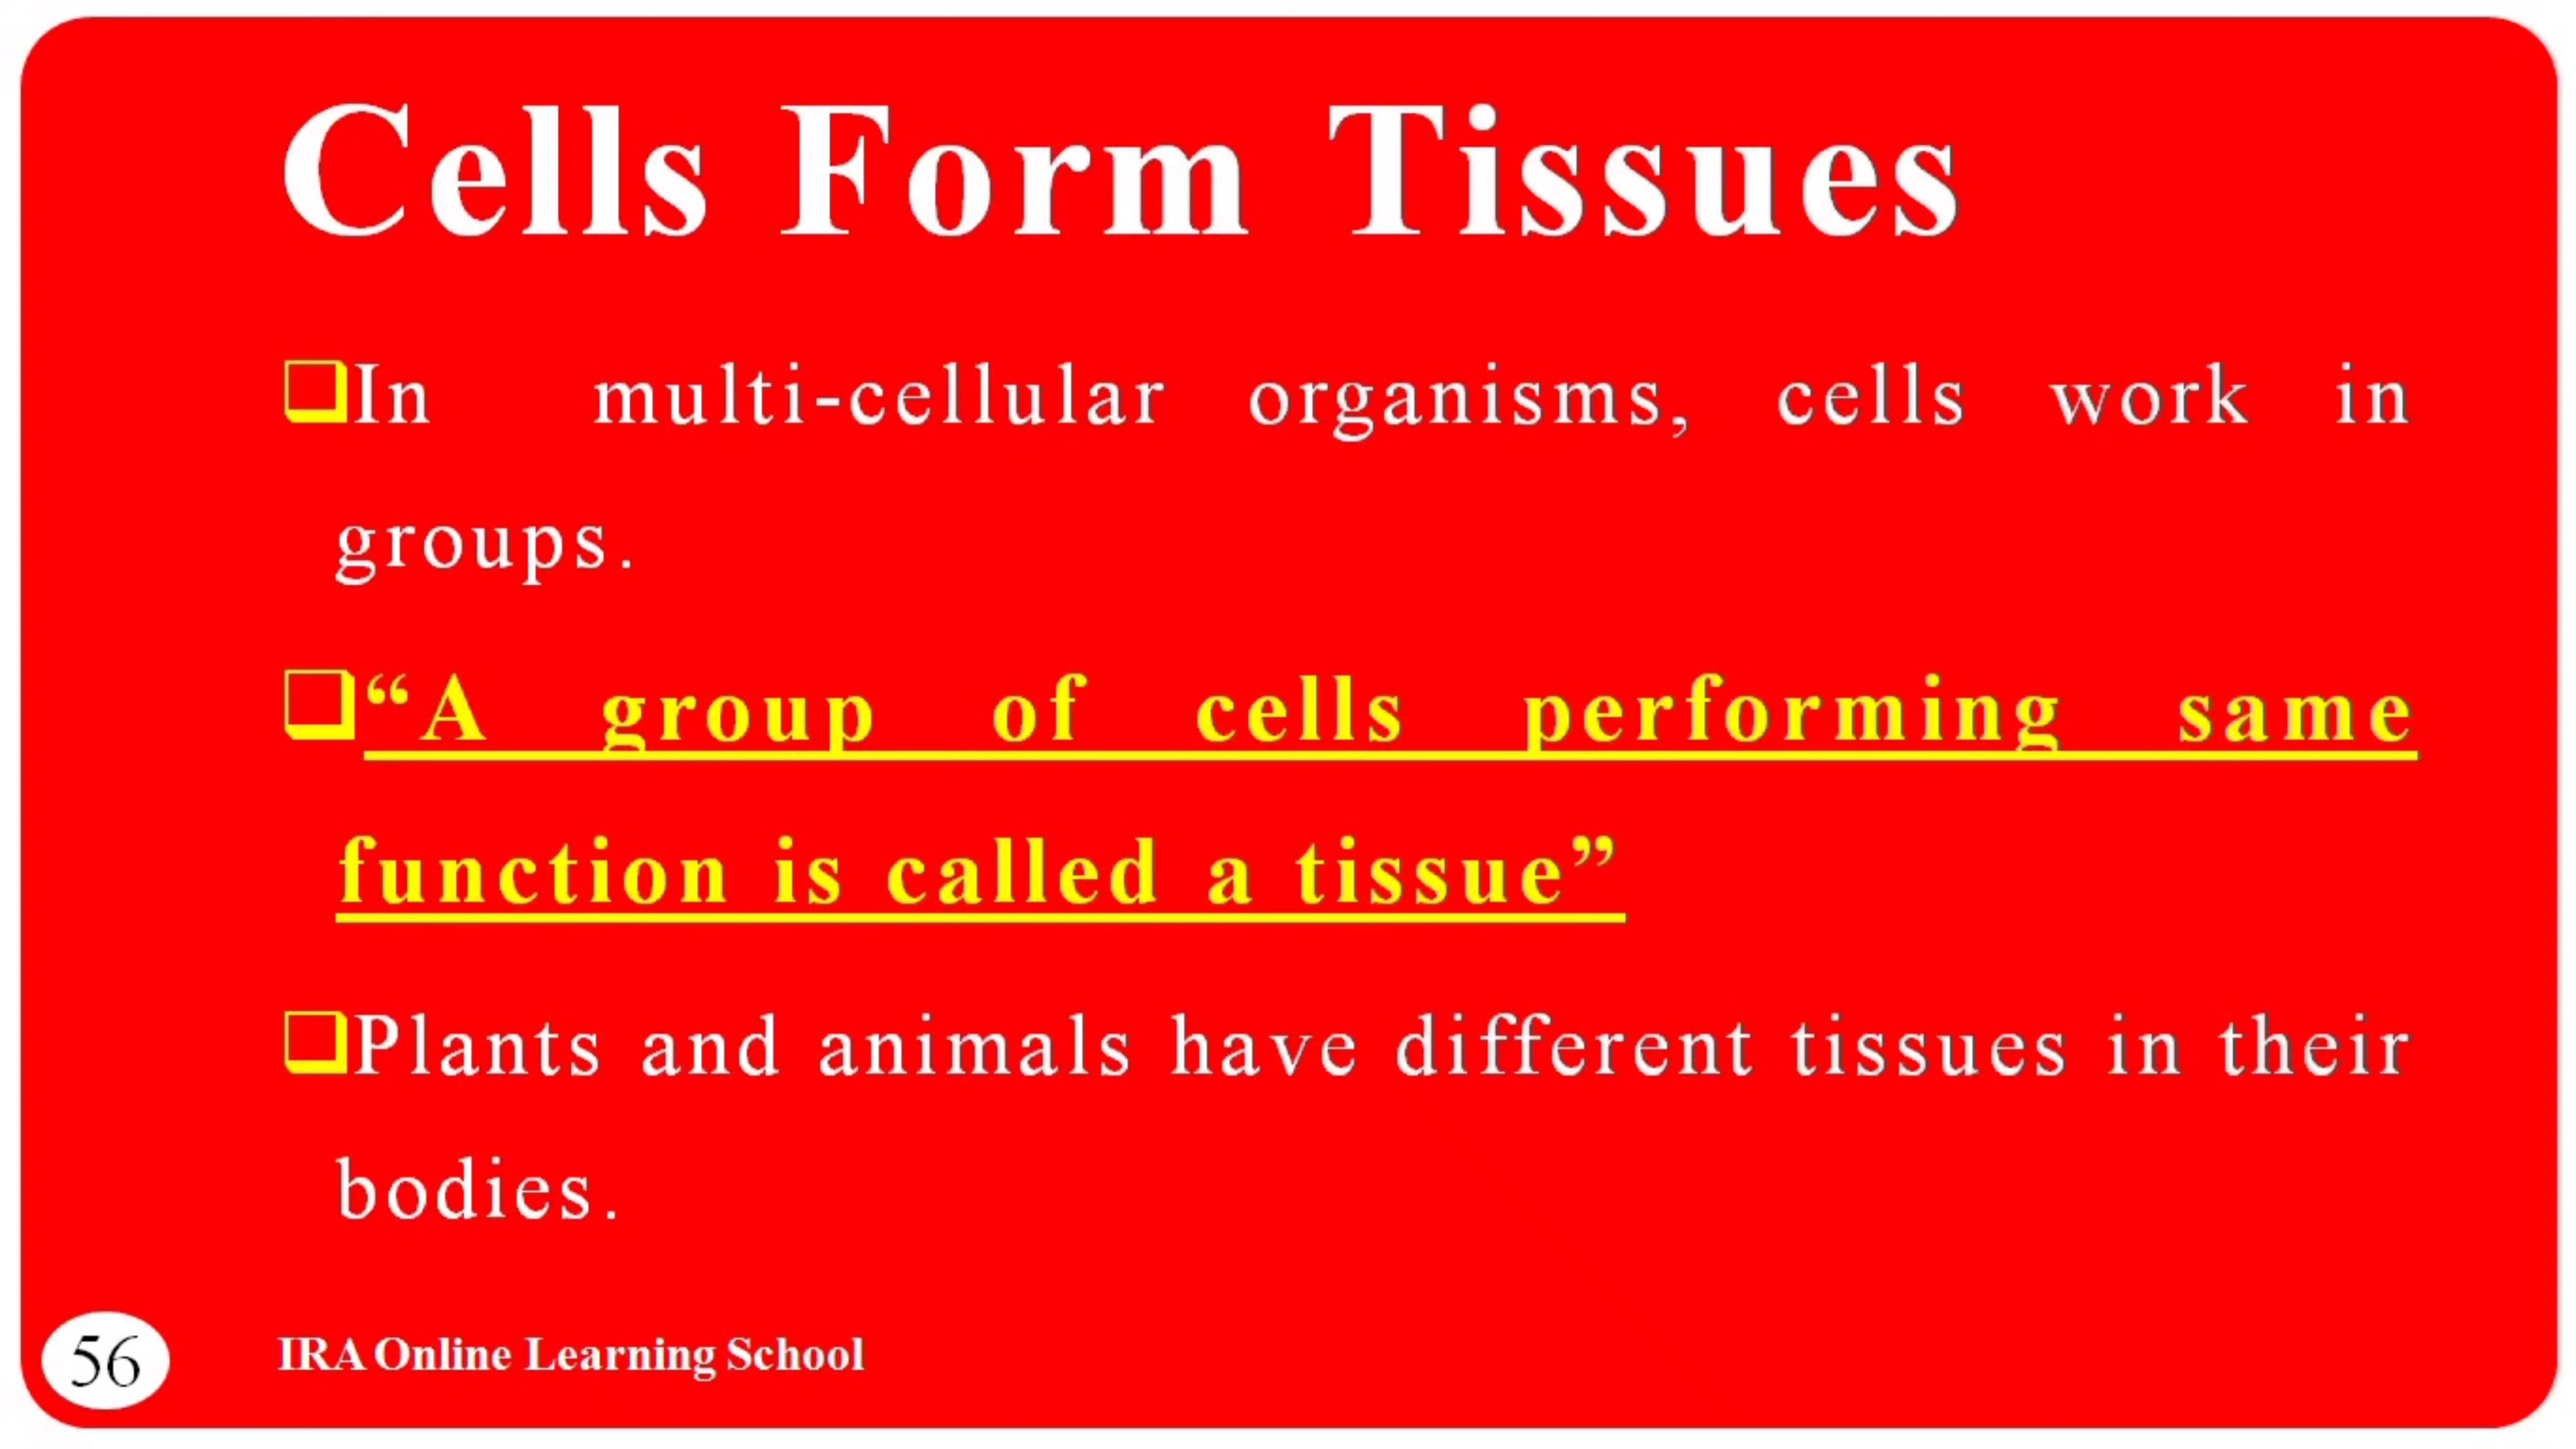 Cells Form Tissues
❑In multi-cellular organisms, cells work in
groups.
❑“A group of cells performing same
function is called a tissue”
❑Plants and animals have different tissues in their
bodies.
56 IRA Online Learning School